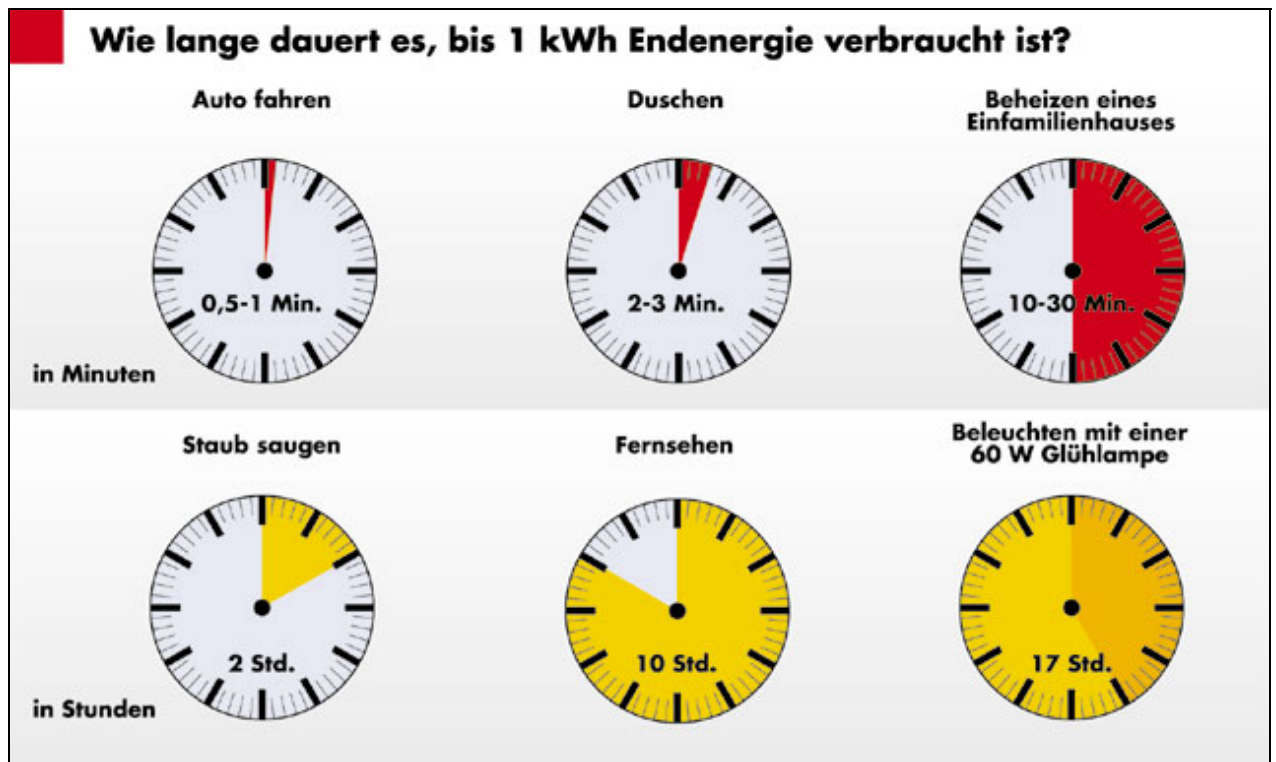 Wie lange dauert es, bis 1 kWh Endenergie verbraucht ist?
Auto fahren
Duschen
Beheizen eines
Einfamilienhauses
0,5-1 Min.
2-3 Min.
10-30 Min.
in Minuten
Staub saugen
Fernsehen
Beleuchten mit einer
60 W Glühlampe
2 Std.
10 Std.
17 Std.
in Stunden